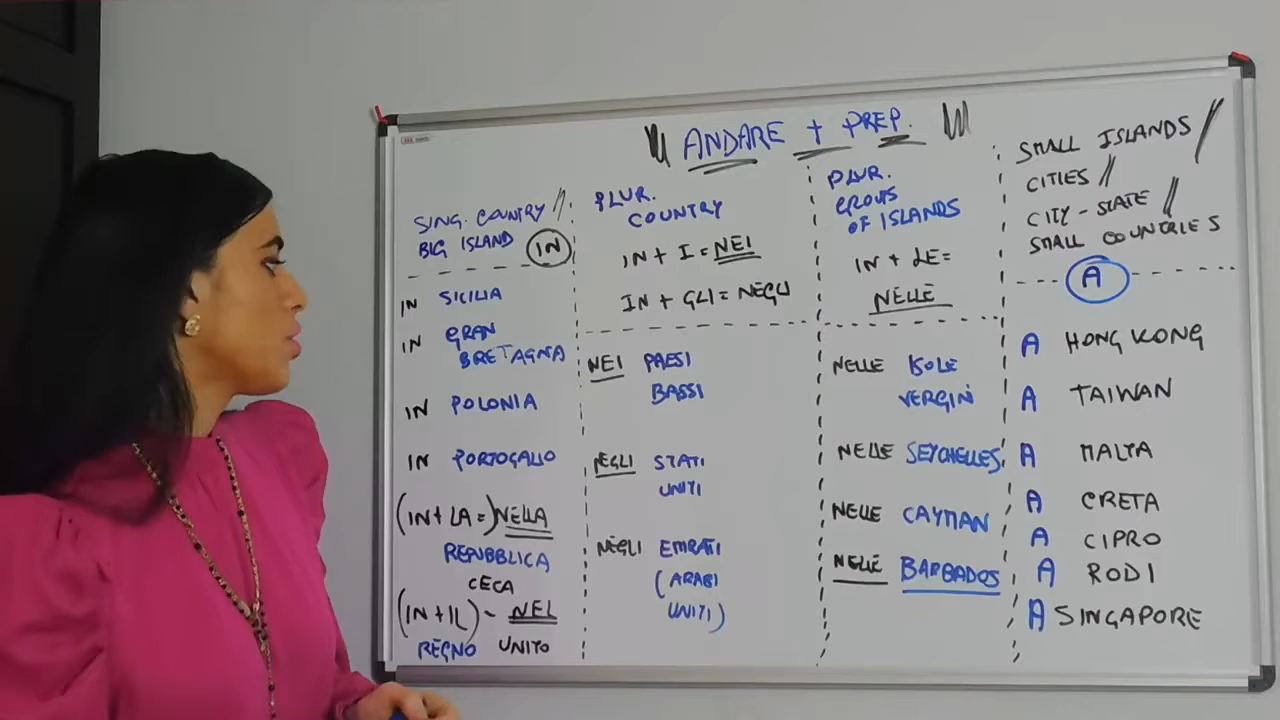 ANDARE + PREP.
SING. COUNTRY //
BIG ISLAND IN
IN SICILIA
IN GRAN
BRETAGNA
IN POLONIA
IN PORTOGALLO
(IN + LA =) NELLA
REPUBBLICA
CECA
(IN + IL) - NEL
REGNO UNITO
PLUR.
COUNTRY
IN + I = NEI
IN + GLI = NEGLI
NEI PAESI
BASSI
NEGLI STATI
UNITI
NEGLI EMIRATI
(ARABI
UNITI)
PLUR.
GROUPS
OF ISLANDS
IN + LE =
NELLE
NELLE ISOLE
VERGINI
NELLE SEYCHELLES
NELLE CAYMAN
NELLE BARBADOS
SMALL ISLANDS /
CITIES //
CITY-STATE //
SMALL COUNTRIES
A
A HONG KONG
A TAIWAN
A MALTA
A CRETA
A CIPRO
A RODI
A SINGAPORE